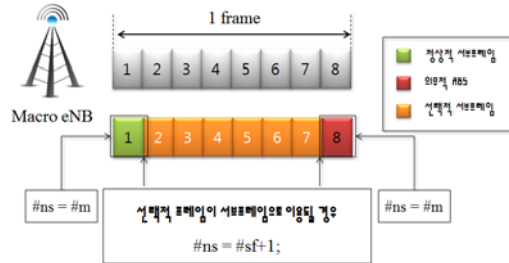 1 frame
1 2 3 4 5 6 7 8
Macro eNB
정상적 서브프레임
의무적 ABS
선택적 서브프레임
1 2 3 4 5 6 7 8
#ns = #m
선택적 프레임이 서브프레임으로 이용될 경우
#ns = #sf+1;
#ns = #m